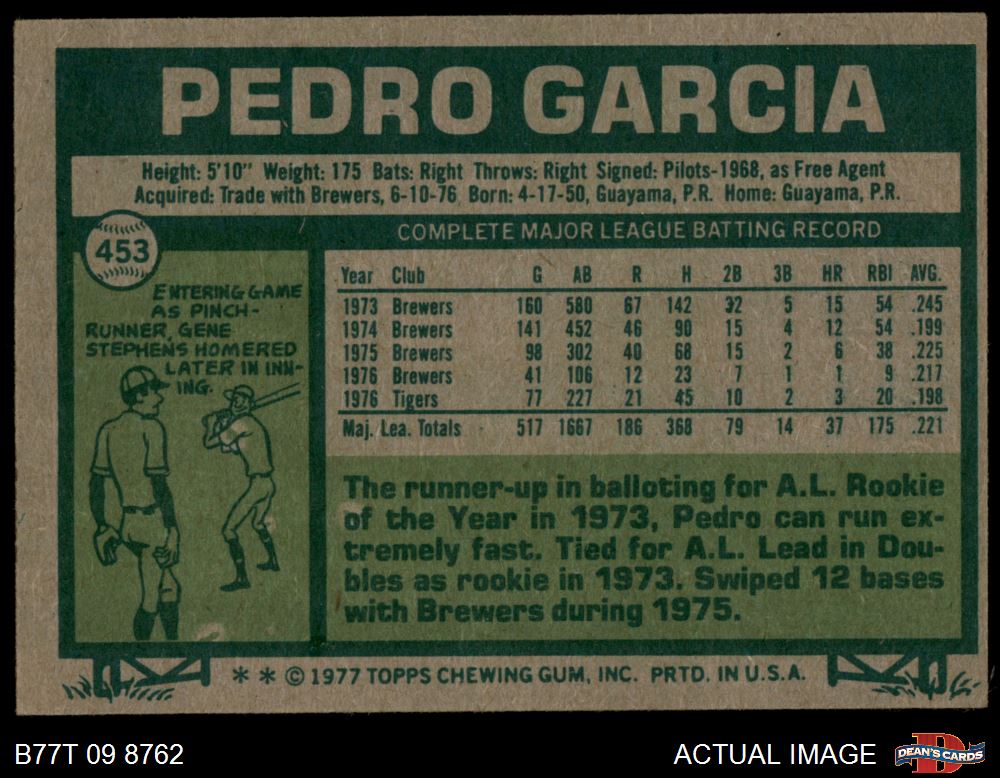 PEDRO GARCIA
Height: 5'10" Weight: 175 Bats: Right Throws: Right Signed: Pilots-1968, as Free Agent
Acquired: Trade with Brewers, 6-10-76 Born: 4-17-50, Guayama, P.R. Home: Guayama, P.R.
453
ENTERING GAME
AS PINCH-
RUNNER, GENE
STEPHENS HOMERED
LATER IN INN-
ING.
COMPLETE MAJOR LEAGUE BATTING RECORD
Year Club G AB R H 2B 3B HR RBI AVG.
1973 Brewers 160 580 67 142 32 5 15 54 .245
1974 Brewers 141 452 46 90 15 4 12 54 .199
1975 Brewers 98 302 40 68 15 2 6 38 .225
1976 Brewers 41 106 12 23 7 1 1 9 .217
1976 Tigers 77 227 21 45 10 2 3 20 .198
Maj. Lea. Totals 517 1667 186 368 79 14 37 175 .221
The runner-up in balloting for A.L. Rookie
of the Year in 1973, Pedro can run ex-
tremely fast. Tied for A.L. Lead in Dou-
bles as rookie in 1973. Swiped 12 bases
with Brewers during 1975.
* * © 1977 TOPPS CHEWING GUM, INC. PRTD. IN U.S.A.
B77T 09 8762
ACTUAL IMAGE
D
DEAN'S CARDS